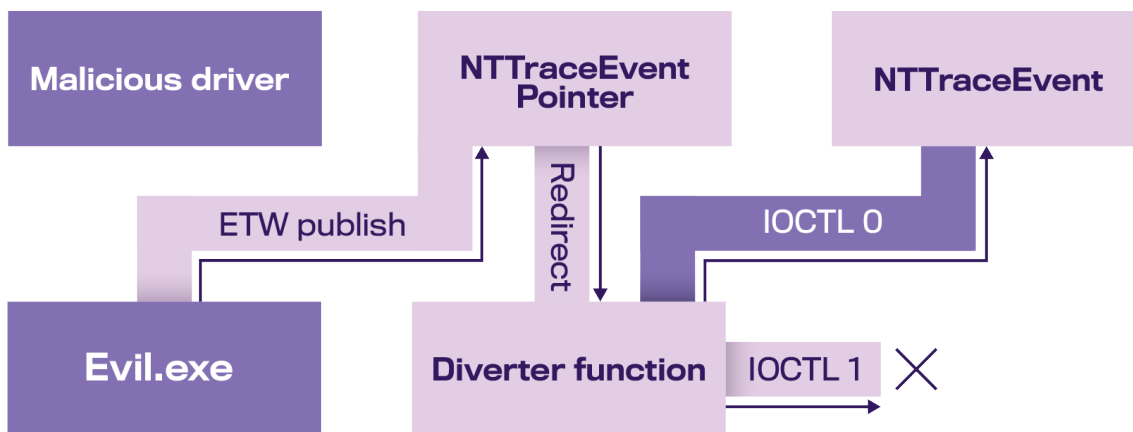 Malicious driver
NTTraceEvent
Pointer
NTTraceEvent
ETW publish
Redirect
IOCTL 0
Evil.exe
Diverter function
IOCTL 1